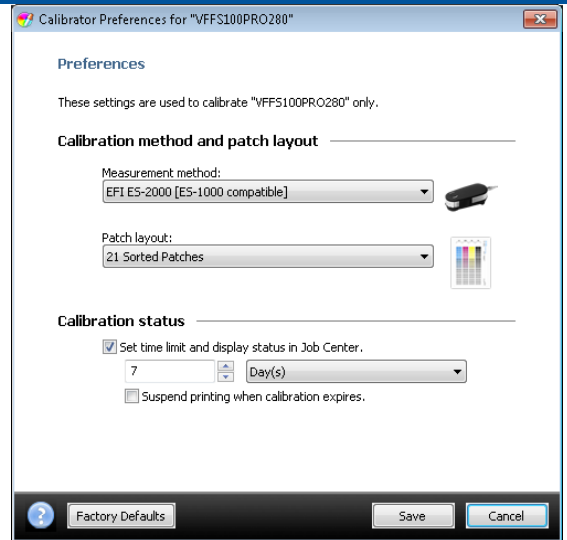 Calibrator Preferences for "VFFS100PRO280"
Preferences
These settings are used to calibrate "VFFS100PRO280" only.
Calibration method and patch layout
Measurement method:
EFI ES-2000 [ES-1000 compatible]
Patch layout:
21 Sorted Patches
Calibration status
Set time limit and display status in Job Center.
7 Day(s)
Suspend printing when calibration expires.
? Factory Defaults Save Cancel